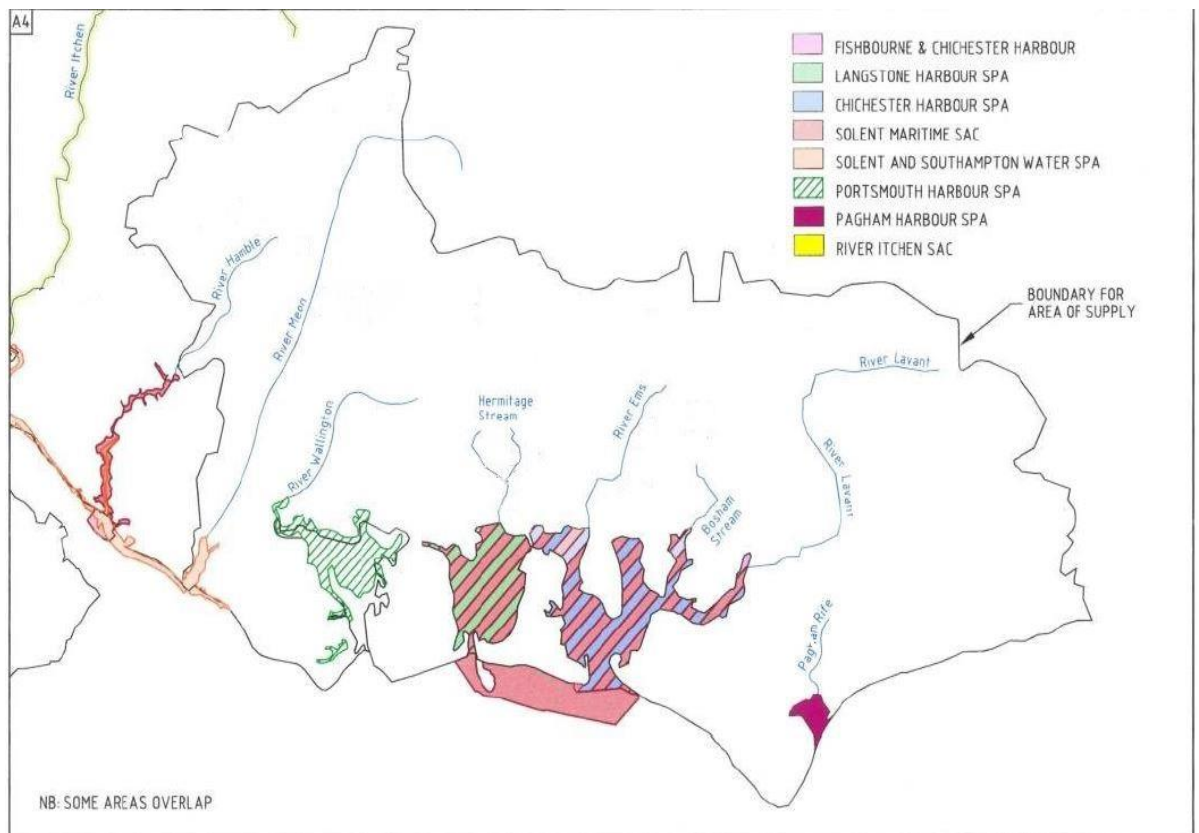 A4
River Itchen
FISHBOURNE & CHICHESTER HARBOUR
LANGSTONE HARBOUR SPA
CHICHESTER HARBOUR SPA
SOLENT MARITIME SAC
SOLENT AND SOUTHAMPTON WATER SPA
PORTSMOUTH HARBOUR SPA
PAGHAM HARBOUR SPA
RIVER ITCHEN SAC
River Hamble
River Meon
BOUNDARY FOR
AREA OF SUPPLY
River Lavant
Hermitage
Stream
River Ems
River Wallington
River Lavant
Bosham
Stream
Pagham Rife
NB: SOME AREAS OVERLAP